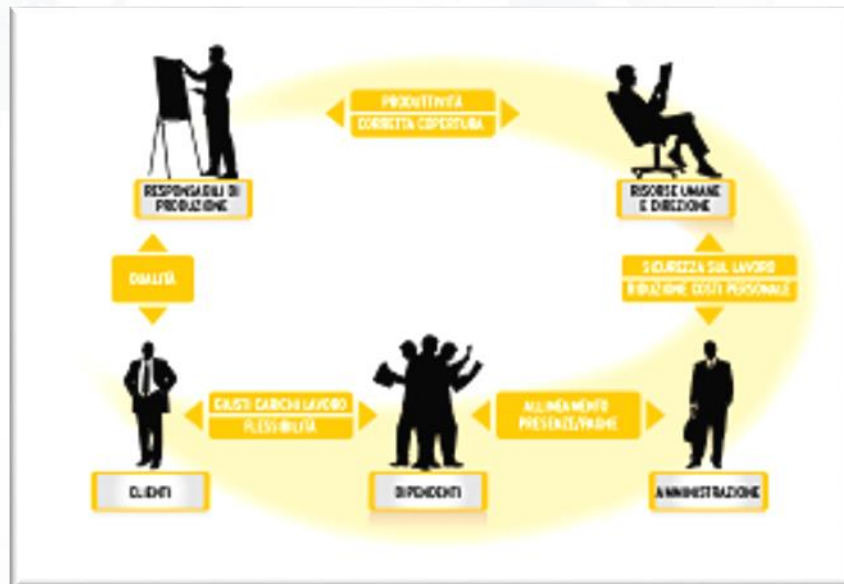 PRODUTTIVITÀ
CORRETTA COPERTURA
RESPONSABILI DI
PRODUZIONE
RISORSE UMANE
E DIREZIONE
QUALITÀ
SICUREZZA SUL LAVORO
RIDUZIONE COSTI PERSONALE
GIUSTI CARICHI LAVORO
FLESSIBILITÀ
ALLINEAMENTO
PRESENZE/PAGHE
CLIENTI
DIPENDENTI
AMMINISTRAZIONE